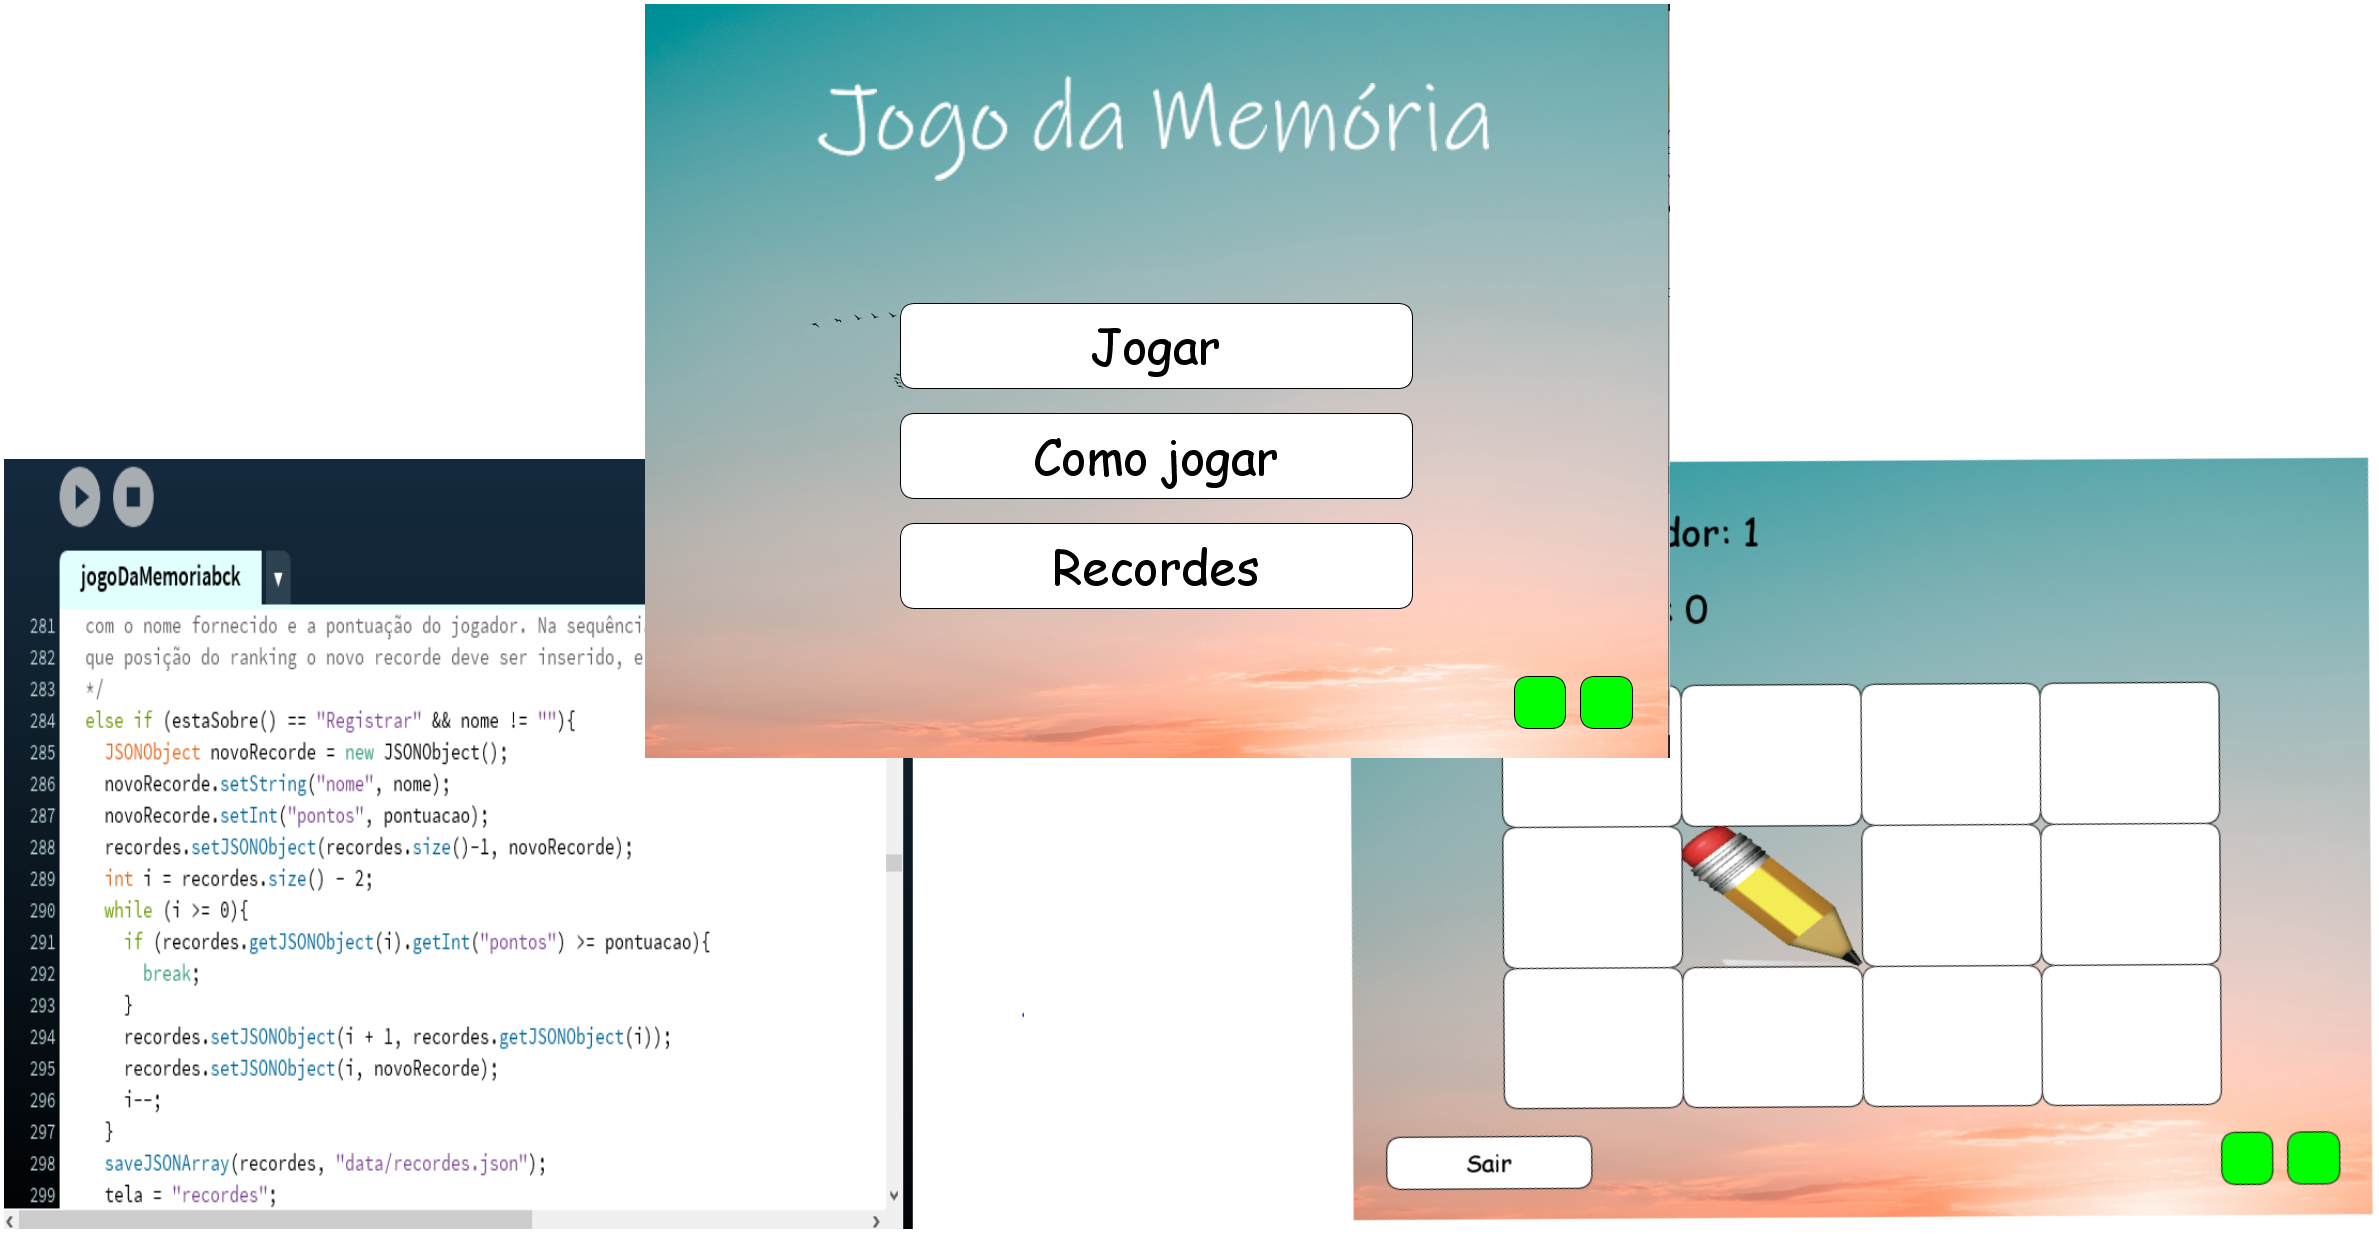 Jogo da Memória
Jogar
Como jogar
Recordes
jogoDaMemoriabck
281 com o nome fornecido e a pontuação do jogador. Na sequênci
282 que posição do ranking o novo recorde deve ser inserido, e
283 */
284 else if (estaSobre() == "Registrar" && nome != ""){
285 JSONObject novoRecorde = new JSONObject();
286 novoRecorde.setString("nome", nome);
287 novoRecorde.setInt("pontos", pontuacao);
288 recordes.setJSONObject(recordes.size()-1, novoRecorde);
289 int i = recordes.size() - 2;
290 while (i >= 0){
291 if (recordes.getJSONObject(i).getInt("pontos") >= pontuacao){
292 break;
293 }
294 recordes.setJSONObject(i + 1, recordes.getJSONObject(i));
295 recordes.setJSONObject(i, novoRecorde);
296 i--;
297 }
298 saveJSONArray(recordes, "data/recordes.json");
299 tela = "recordes";
dor: 1
: 0
Sair